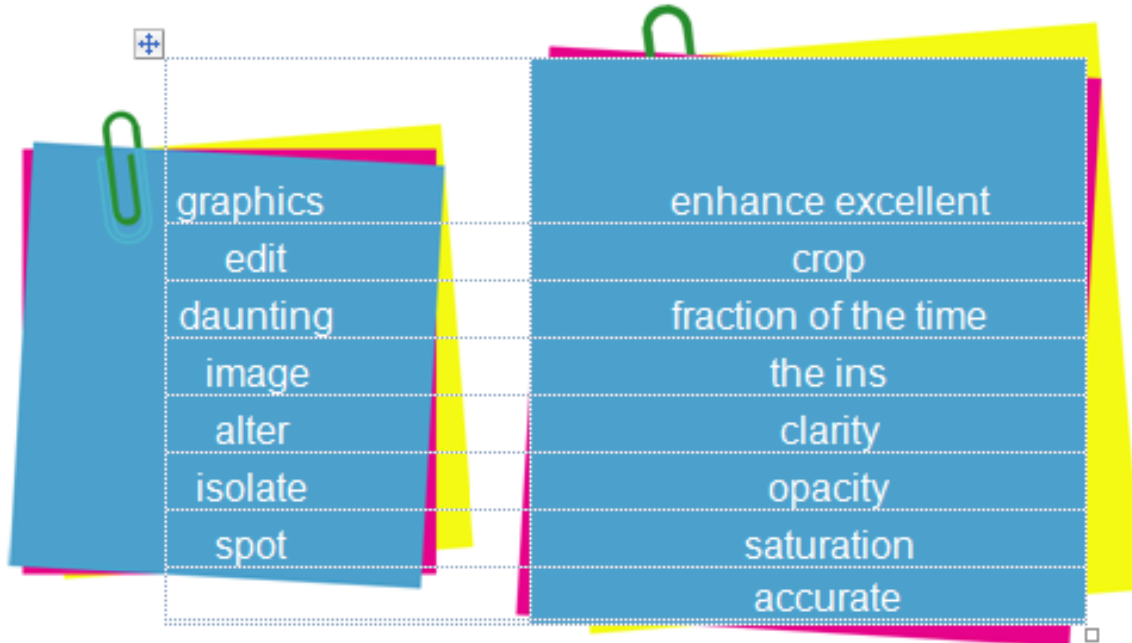 graphics
edit
daunting
image
alter
isolate
spot
enhance excellent
crop
fraction of the time
the ins
clarity
opacity
saturation
accurate